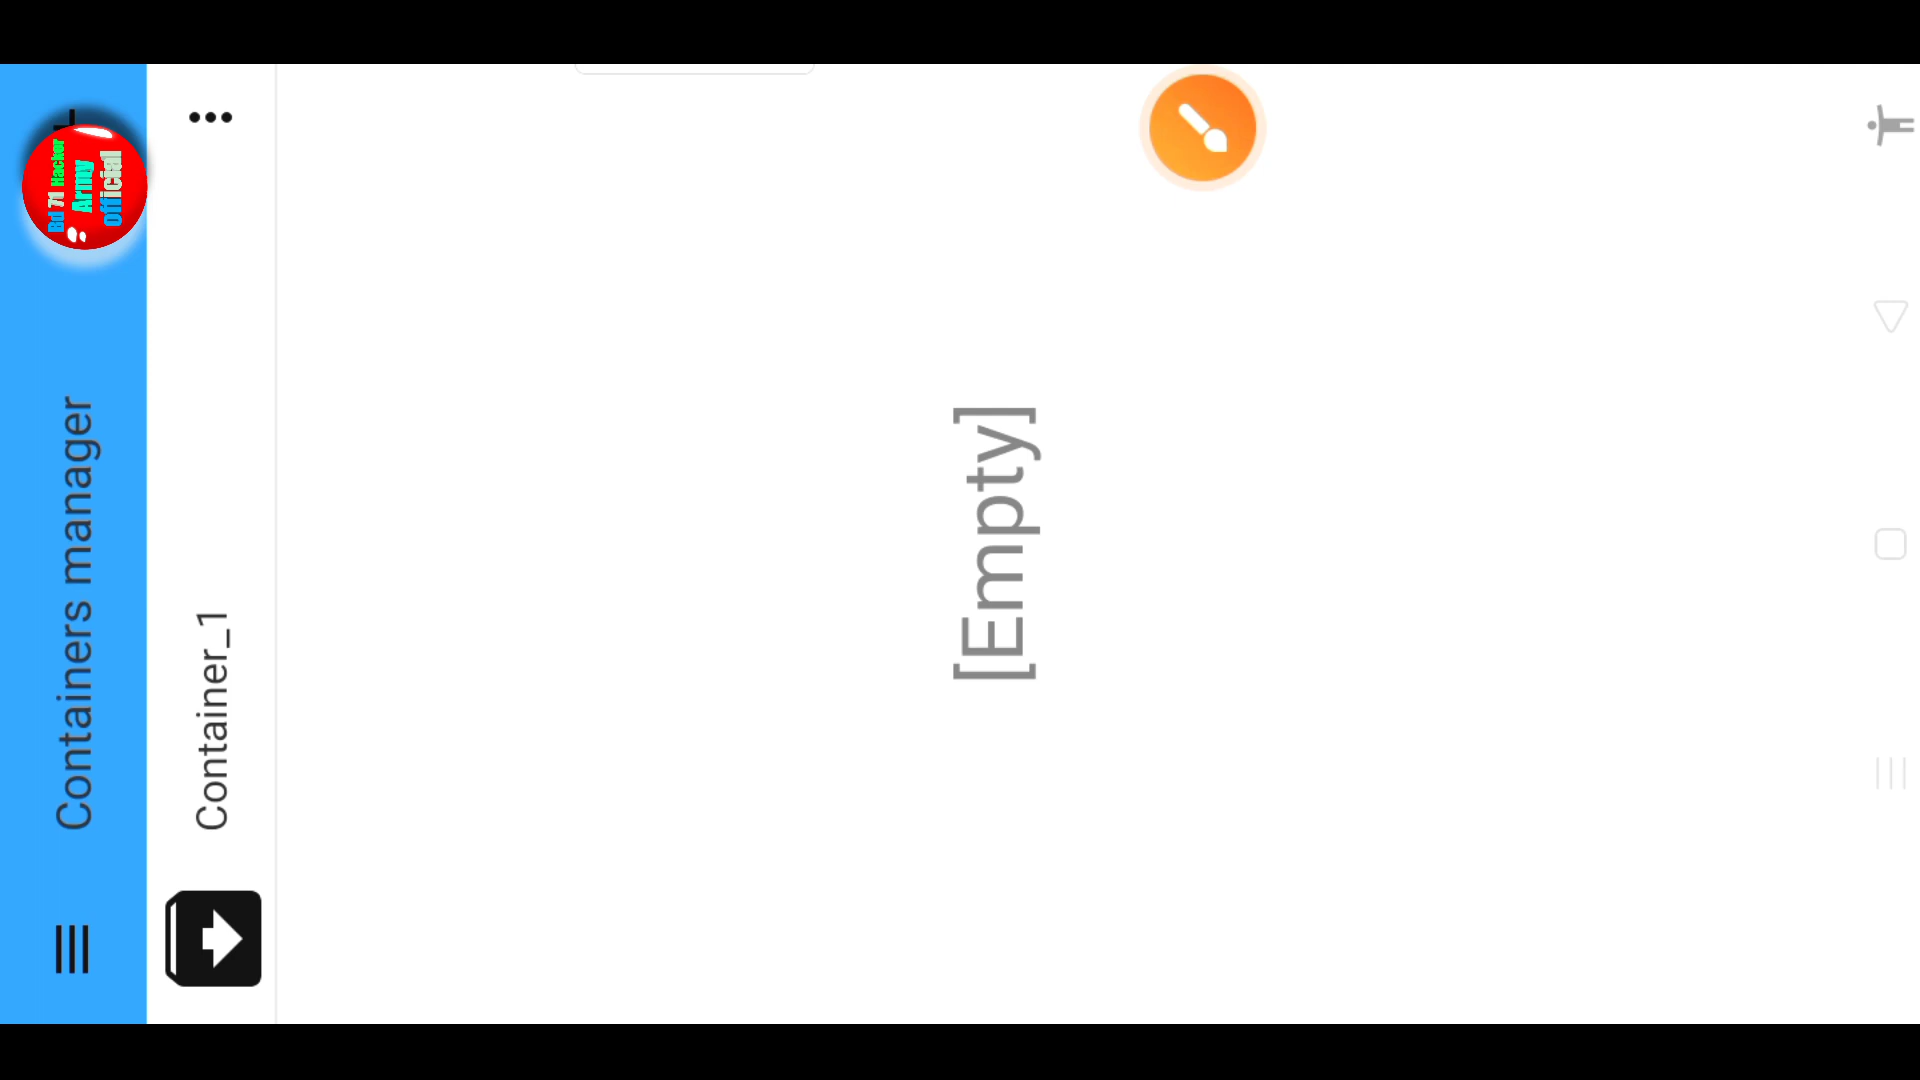 Containers manager
Bd 71 Hacker
Army
Official
Container_1
[Empty]